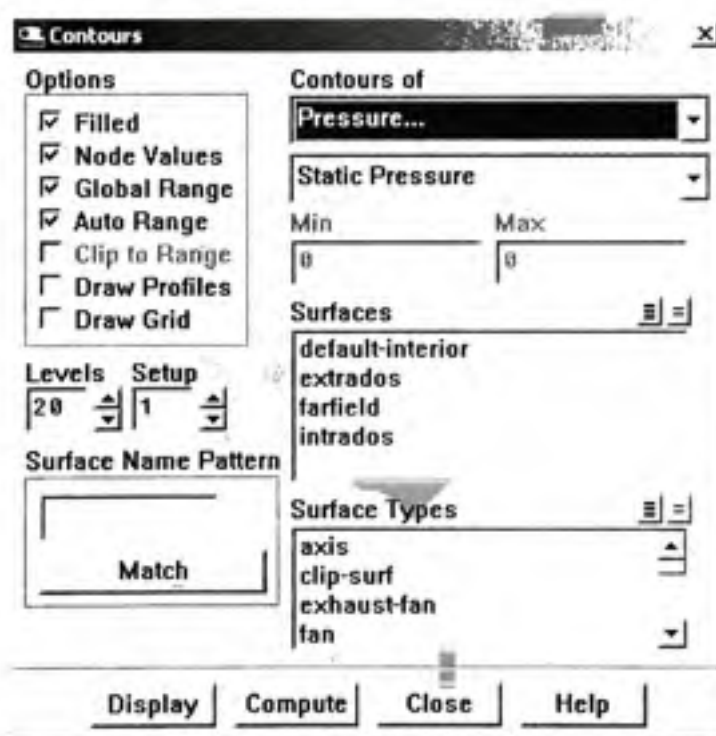 Contours
Options
Filled
Node Values
Global Range
Auto Range
Clip to Range
Draw Profiles
Draw Grid
Levels Setup
20 1
Surface Name Pattern
Match
Contours of
Pressure...
Static Pressure
Min Max
0 0
Surfaces
default-interior
extrados
farfield
intrados
Surface Types
axis
clip-surf
exhaust-fan
fan
Display Compute Close Help